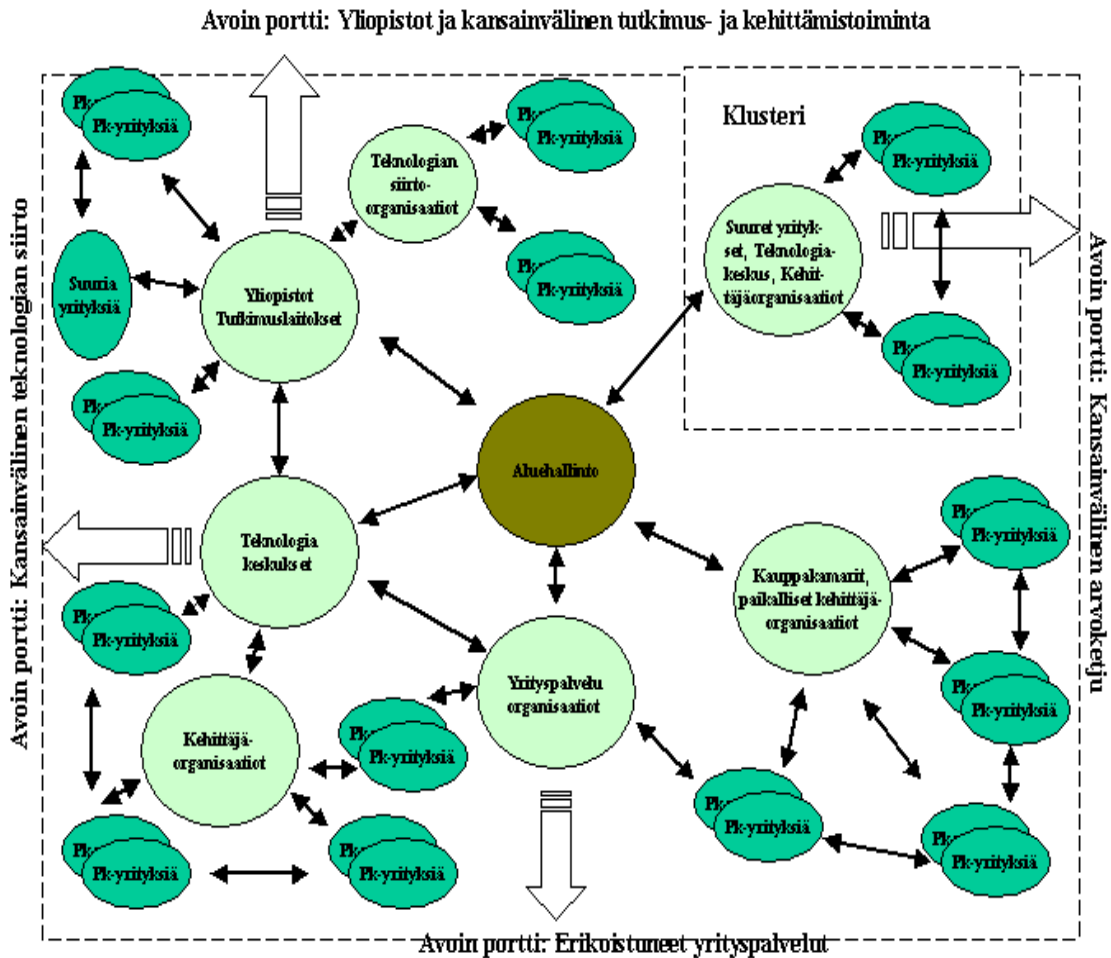 Avoin portti: Yliopistot ja kansainvälinen tutkimus- ja kehittämistoiminta
Pk-yrityksiä
Pk-yrityksiä
Klusteri
Pk-yrityksiä
Teknologian
siirto-
organisaatiot
Suuret yrityk-
set, Teknologia-
keskus, Kehit-
täjäorganisaatiot
Pk-yrityksiä
Suuria
yrityksiä
Yliopistot
Tutkimuslaitokset
Pk-yrityksiä
Pk-yrityksiä
Avoin portti: Kansainvälinen teknologian siirto
Avoin portti: Kansainvälinen arvoketju
Aluehallinto
Pk-yrityksiä
Teknologia
keskukset
Kauppakamarit,
paikalliset kehittäjä-
organisaatiot
Pk-yrityksiä
Yrityspalvelu
organisaatiot
Pk-yrityksiä
Kehittäjä-
organisaatiot
Pk-yrityksiä
Pk-yrityksiä
Pk-yrityksiä
Pk-yrityksiä
Pk-yrityksiä
Avoin portti: Erikoistuneet yrityspalvelut